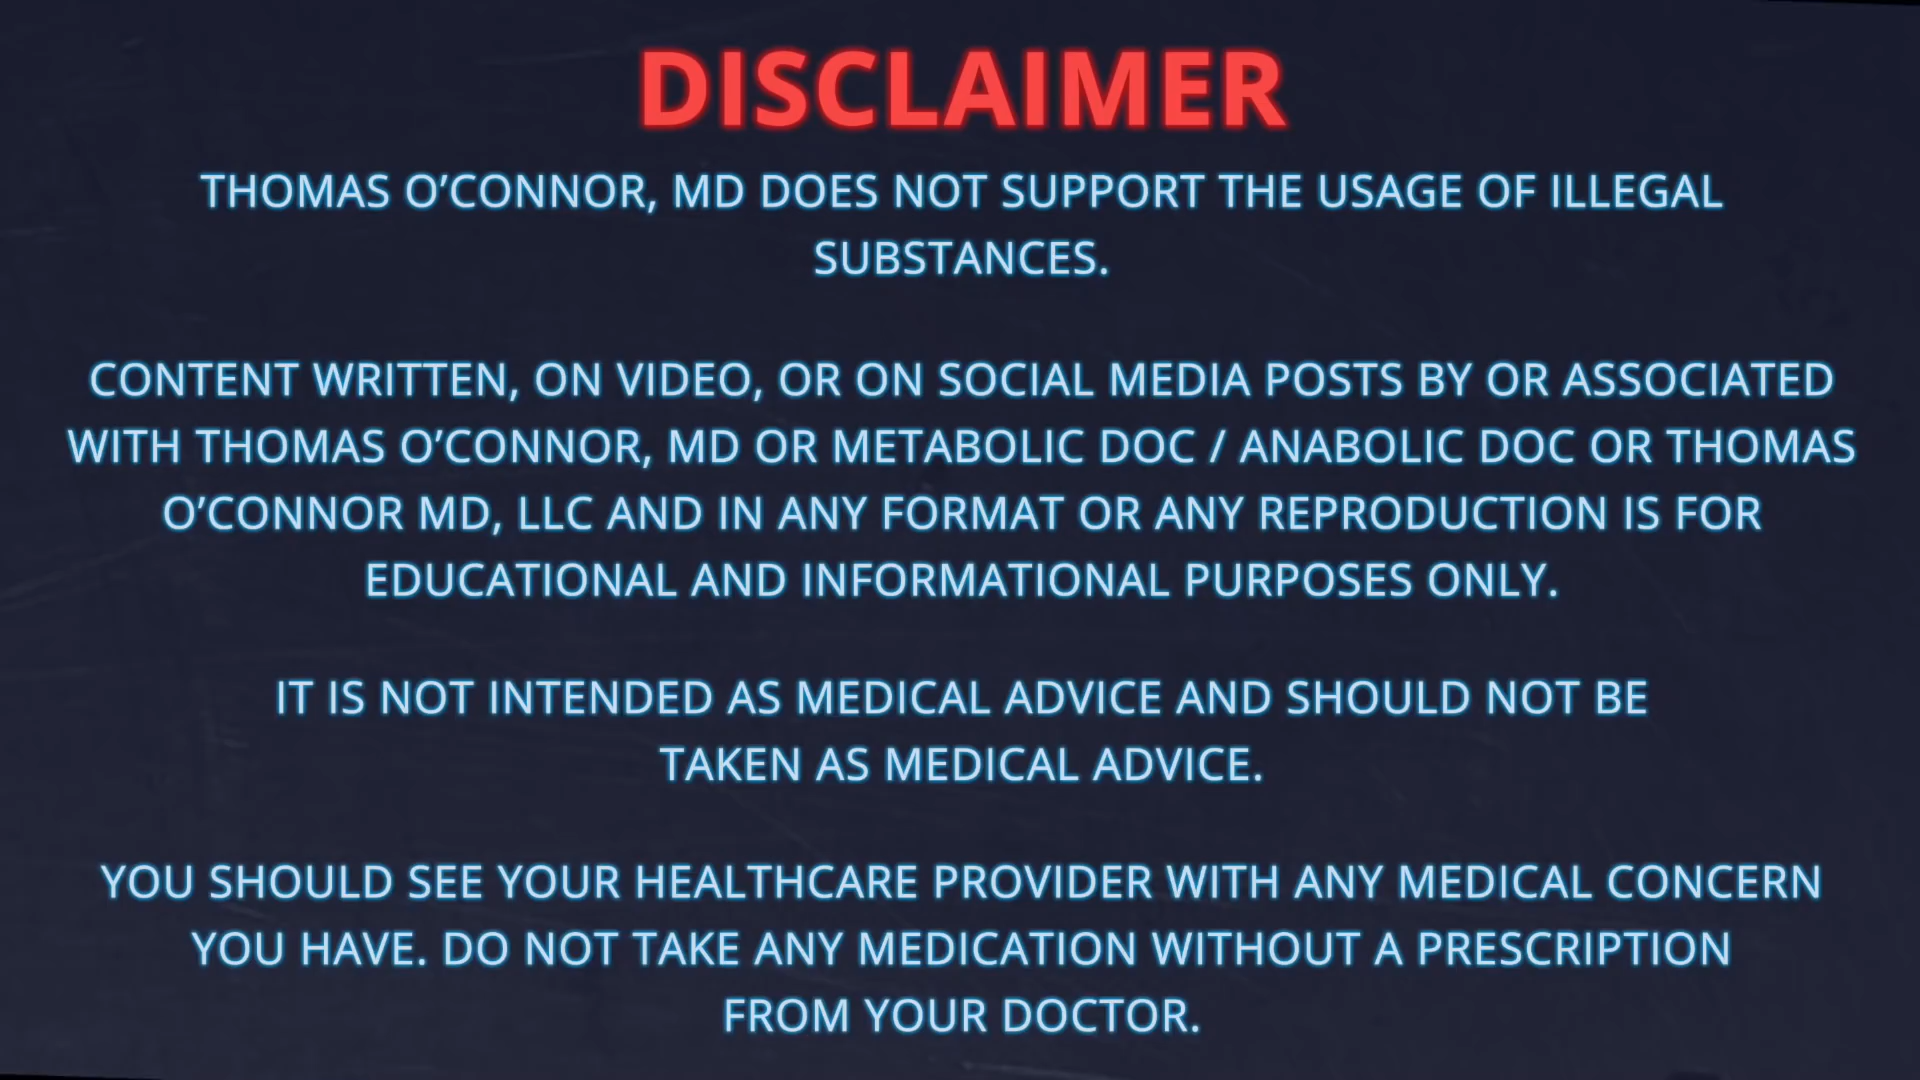 DISCLAIMER
THOMAS O’CONNOR, MD DOES NOT SUPPORT THE USAGE OF ILLEGAL
SUBSTANCES.
CONTENT WRITTEN, ON VIDEO, OR ON SOCIAL MEDIA POSTS BY OR ASSOCIATED
WITH THOMAS O’CONNOR, MD OR METABOLIC DOC / ANABOLIC DOC OR THOMAS
O’CONNOR MD, LLC AND IN ANY FORMAT OR ANY REPRODUCTION IS FOR
EDUCATIONAL AND INFORMATIONAL PURPOSES ONLY.
IT IS NOT INTENDED AS MEDICAL ADVICE AND SHOULD NOT BE
TAKEN AS MEDICAL ADVICE.
YOU SHOULD SEE YOUR HEALTHCARE PROVIDER WITH ANY MEDICAL CONCERN
YOU HAVE. DO NOT TAKE ANY MEDICATION WITHOUT A PRESCRIPTION
FROM YOUR DOCTOR.